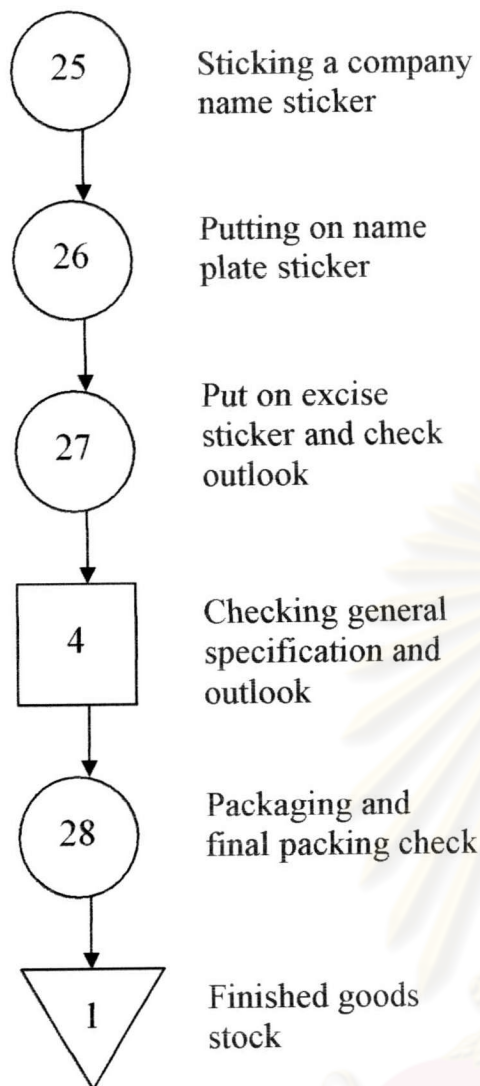 25
Sticking a company
name sticker
26
Putting on name
plate sticker
27
Put on excise
sticker and check
outlook
4
Checking general
specification and
outlook
28
Packaging and
final packing check
1
Finished goods
stock